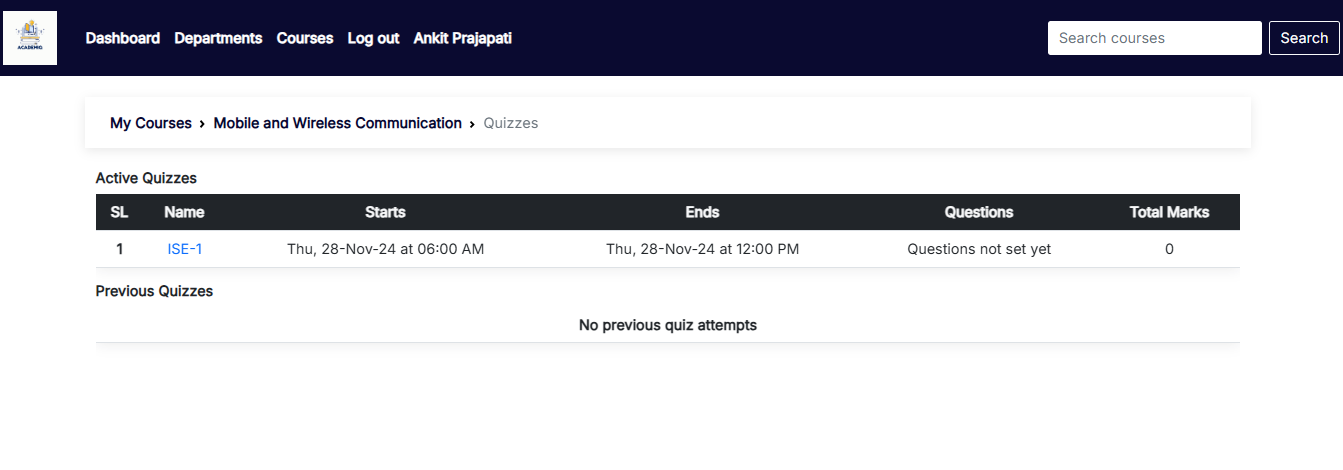 ACADEMIQ
Dashboard Departments Courses Log out Ankit Prajapati Search courses Search
My Courses › Mobile and Wireless Communication › Quizzes
Active Quizzes
SL Name Starts Ends Questions Total Marks
1 ISE-1 Thu, 28-Nov-24 at 06:00 AM Thu, 28-Nov-24 at 12:00 PM Questions not set yet 0
Previous Quizzes
No previous quiz attempts